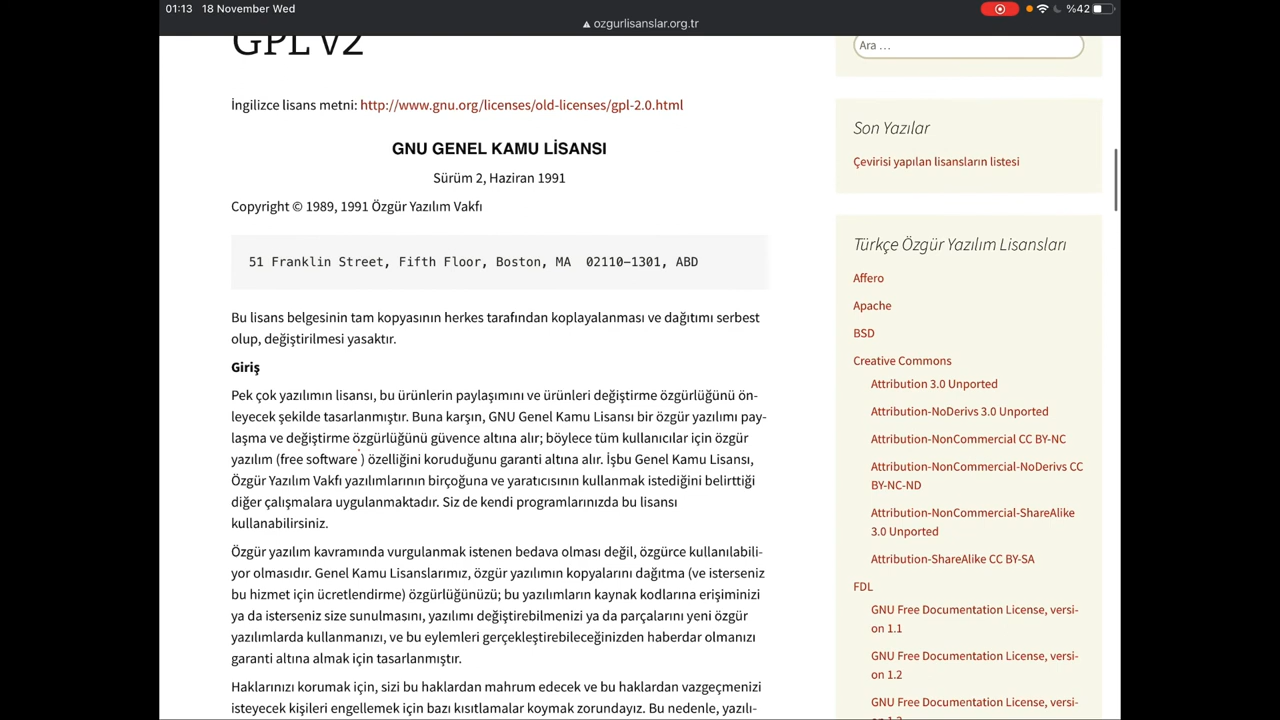 01:13 18 November Wed
%42
ozgurlisanslar.org.tr
GPL v2
İngilizce lisans metni: http://www.gnu.org/licenses/old-licenses/gpl-2.0.html
GNU GENEL KAMU LİSANSI
Sürüm 2, Haziran 1991
Copyright © 1989, 1991 Özgür Yazılım Vakfı
51 Franklin Street, Fifth Floor, Boston, MA 02110-1301, ABD
Bu lisans belgesinin tam kopyasının herkes tarafından koplayalanması ve dağıtımı serbest
olup, değiştirilmesi yasaktır.
Giriş
Pek çok yazılımın lisansı, bu ürünlerin paylaşımını ve ürünleri değiştirme özgürlüğünü ön-
leyecek şekilde tasarlanmıştır. Buna karşın, GNU Genel Kamu Lisansı bir özgür yazılımı pay-
laşma ve değiştirme özgürlüğünü güvence altına alır; böylece tüm kullanıcılar için özgür
yazılım (free software*) özelliğini koruduğunu garanti altına alır. İşbu Genel Kamu Lisansı,
Özgür Yazılım Vakfı yazılımlarının birçoğuna ve yaratıcısının kullanmak istediğini belirttiği
diğer çalışmalara uygulanmaktadır. Siz de kendi programlarınızda bu lisansı
kullanabilirsiniz.
Özgür yazılım kavramında vurgulanmak istenen bedava olması değil, özgürce kullanılabili-
yor olmasıdır. Genel Kamu Lisanslarımız, özgür yazılımın kopyalarını dağıtma (ve isterseniz
bu hizmet için ücretlendirme) özgürlüğünüzü; bu yazılımların kaynak kodlarına erişiminizi
ya da isterseniz size sunulmasını, yazılımı değiştirebilmenizi ya da parçalarını yeni özgür
yazılımlarda kullanmanızı, ve bu eylemleri gerçekleştirebileceğinizden haberdar olmanızı
garanti altına almak için tasarlanmıştır.
Haklarınızı korumak için, sizi bu haklardan mahrum edecek ve bu haklardan vazgeçmenizi
isteyecek kişileri engellemek için bazı kısıtlamalar koymak zorundayız. Bu nedenle, yazılı-
Ara …
Son Yazılar
Çevirisi yapılan lisansların listesi
Türkçe Özgür Yazılım Lisansları
Affero
Apache
BSD
Creative Commons
Attribution 3.0 Unported
Attribution-NoDerivs 3.0 Unported
Attribution-NonCommercial CC BY-NC
Attribution-NonCommercial-NoDerivs CC
BY-NC-ND
Attribution-NonCommercial-ShareAlike
3.0 Unported
Attribution-ShareAlike CC BY-SA
FDL
GNU Free Documentation License, versi-
on 1.1
GNU Free Documentation License, versi-
on 1.2
GNU Free Documentation License, versi-